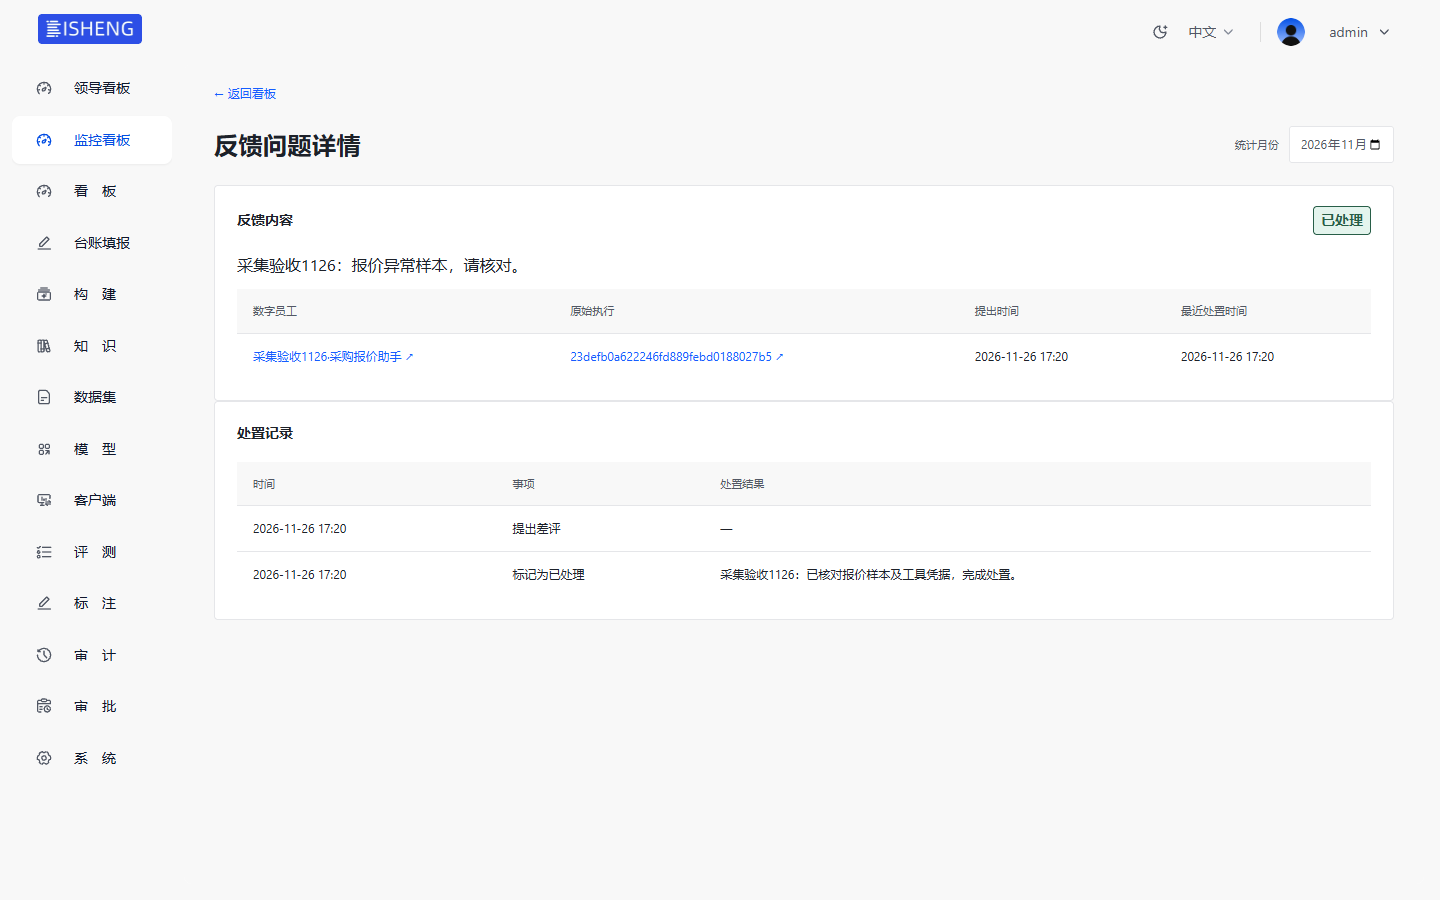 ISHENG
中文
admin
领导看板
监控看板
看 板
台账填报
构 建
知 识
数据集
模 型
客户端
评 测
标 注
审 计
审 批
系 统
← 返回看板
反馈问题详情
统计月份
2026年11月
反馈内容
已处理
采集验收1126：报价异常样本，请核对。
数字员工 原始执行 提出时间 最近处置时间
采集验收1126·采购报价助手 ↗ 23defb0a622246fd889febd0188027b5 ↗ 2026-11-26 17:20 2026-11-26 17:20
处置记录
时间 事项 处置结果
2026-11-26 17:20 提出差评 —
2026-11-26 17:20 标记为已处理 采集验收1126：已核对报价样本及工具凭据，完成处置。